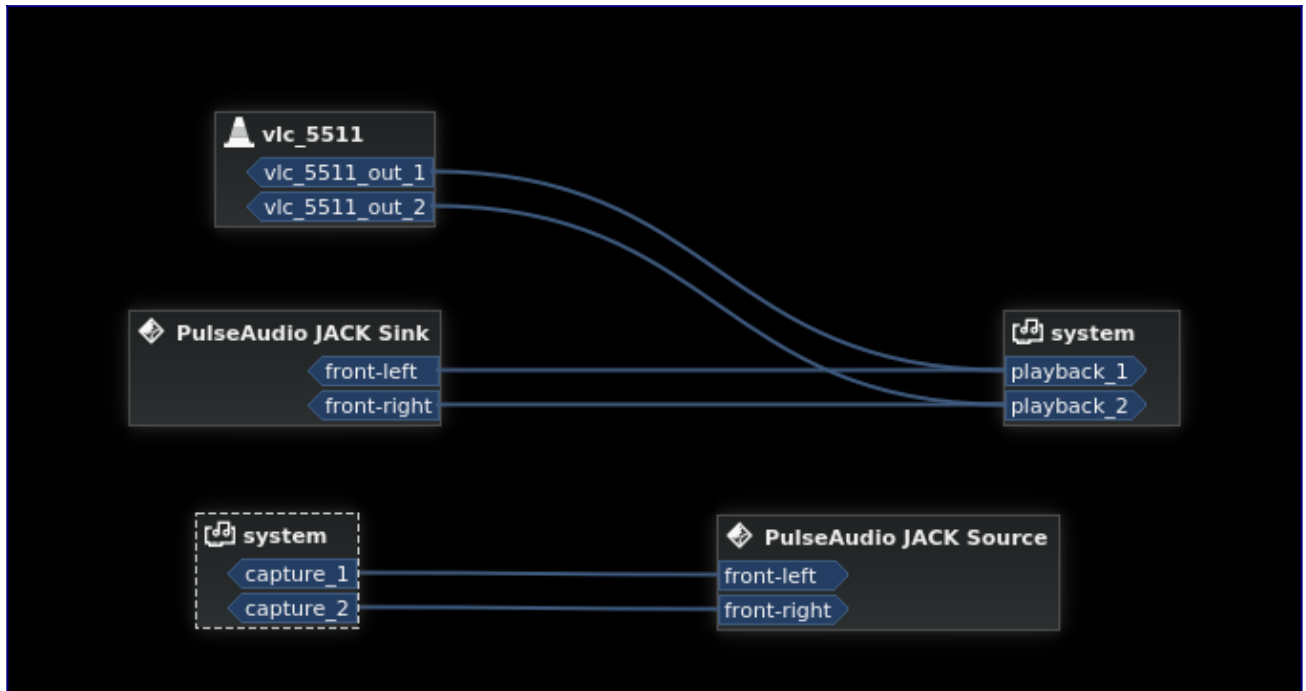 vlc_5511
vlc_5511_out_1
vlc_5511_out_2
PulseAudio JACK Sink
front-left
front-right
system
playback_1
playback_2
system
capture_1
capture_2
PulseAudio JACK Source
front-left
front-right